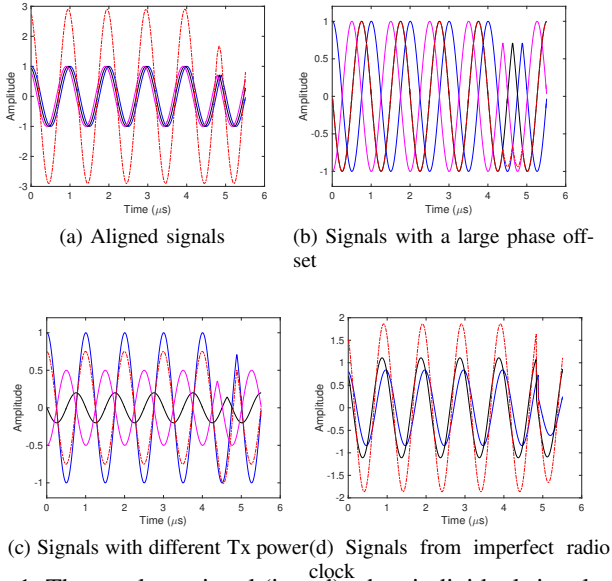 3
2
1
0
-1
-2
-3
0 1 2 3 4 5 6
Amplitude
Time (μs)
(a) Aligned signals
1
0.5
0
-0.5
-1
0 1 2 3 4 5 6
Amplitude
Time (μs)
(b) Signals with a large phase off-
set
1
0.5
0
-0.5
-1
0 1 2 3 4 5 6
Amplitude
Time (μs)
(c) Signals with different Tx power
2
1.5
1
0.5
0
-0.5
-1
-1.5
-2
0 1 2 3 4 5 6
Amplitude
Time (μs)
(d) Signals from imperfect radio
clock